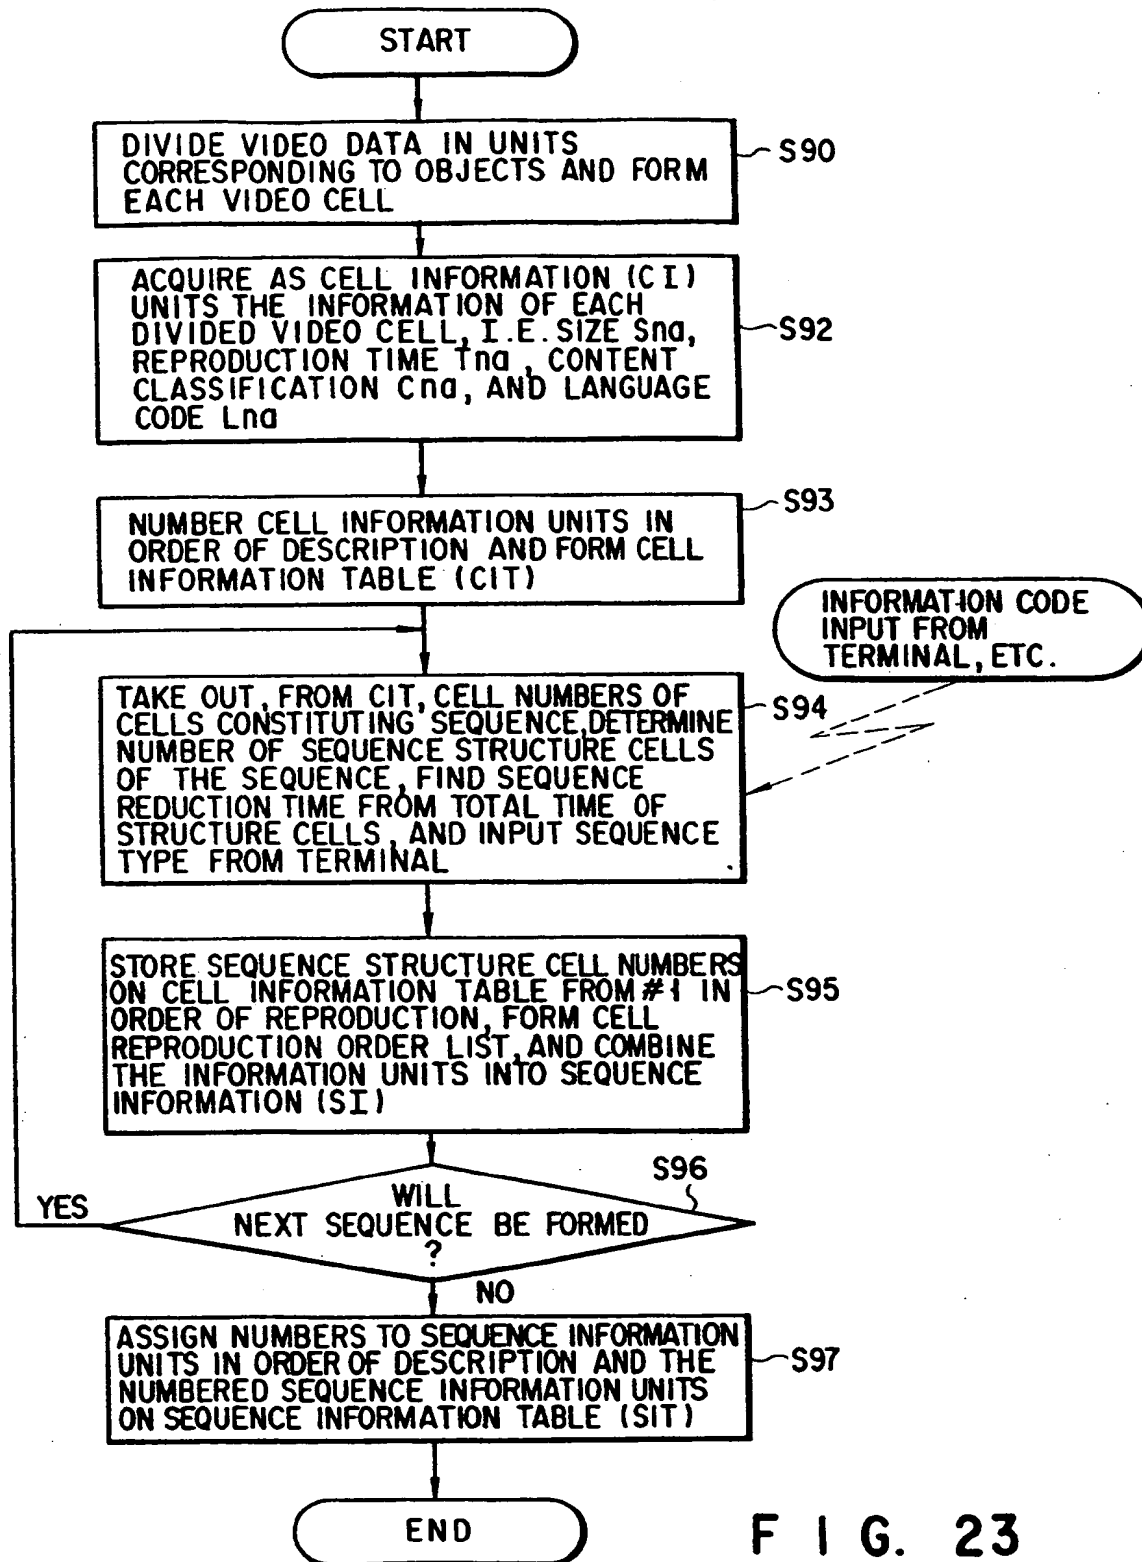 START
DIVIDE VIDEO DATA IN UNITS
CORRESPONDING TO OBJECTS AND FORM
EACH VIDEO CELL
S90
ACQUIRE AS CELL INFORMATION (CI)
UNITS THE INFORMATION OF EACH
DIVIDED VIDEO CELL, I.E. SIZE Sna,
REPRODUCTION TIME Tna, CONTENT
CLASSIFICATION Cna, AND LANGUAGE
CODE Lna
S92
NUMBER CELL INFORMATION UNITS IN
ORDER OF DESCRIPTION AND FORM CELL
INFORMATION TABLE (CIT)
S93
INFORMATION CODE
INPUT FROM
TERMINAL, ETC.
TAKE OUT, FROM CIT, CELL NUMBERS OF
CELLS CONSTITUTING SEQUENCE, DETERMINE
NUMBER OF SEQUENCE STRUCTURE CELLS
OF THE SEQUENCE, FIND SEQUENCE
REDUCTION TIME FROM TOTAL TIME OF
STRUCTURE CELLS, AND INPUT SEQUENCE
TYPE FROM TERMINAL
S94
STORE SEQUENCE STRUCTURE CELL NUMBERS
ON CELL INFORMATION TABLE FROM #1 IN
ORDER OF REPRODUCTION, FORM CELL
REPRODUCTION ORDER LIST, AND COMBINE
THE INFORMATION UNITS INTO SEQUENCE
INFORMATION (SI)
S95
S96
YES
WILL
NEXT SEQUENCE BE FORMED
?
NO
ASSIGN NUMBERS TO SEQUENCE INFORMATION
UNITS IN ORDER OF DESCRIPTION AND THE
NUMBERED SEQUENCE INFORMATION UNITS
ON SEQUENCE INFORMATION TABLE (SIT)
S97
END
FIG. 23